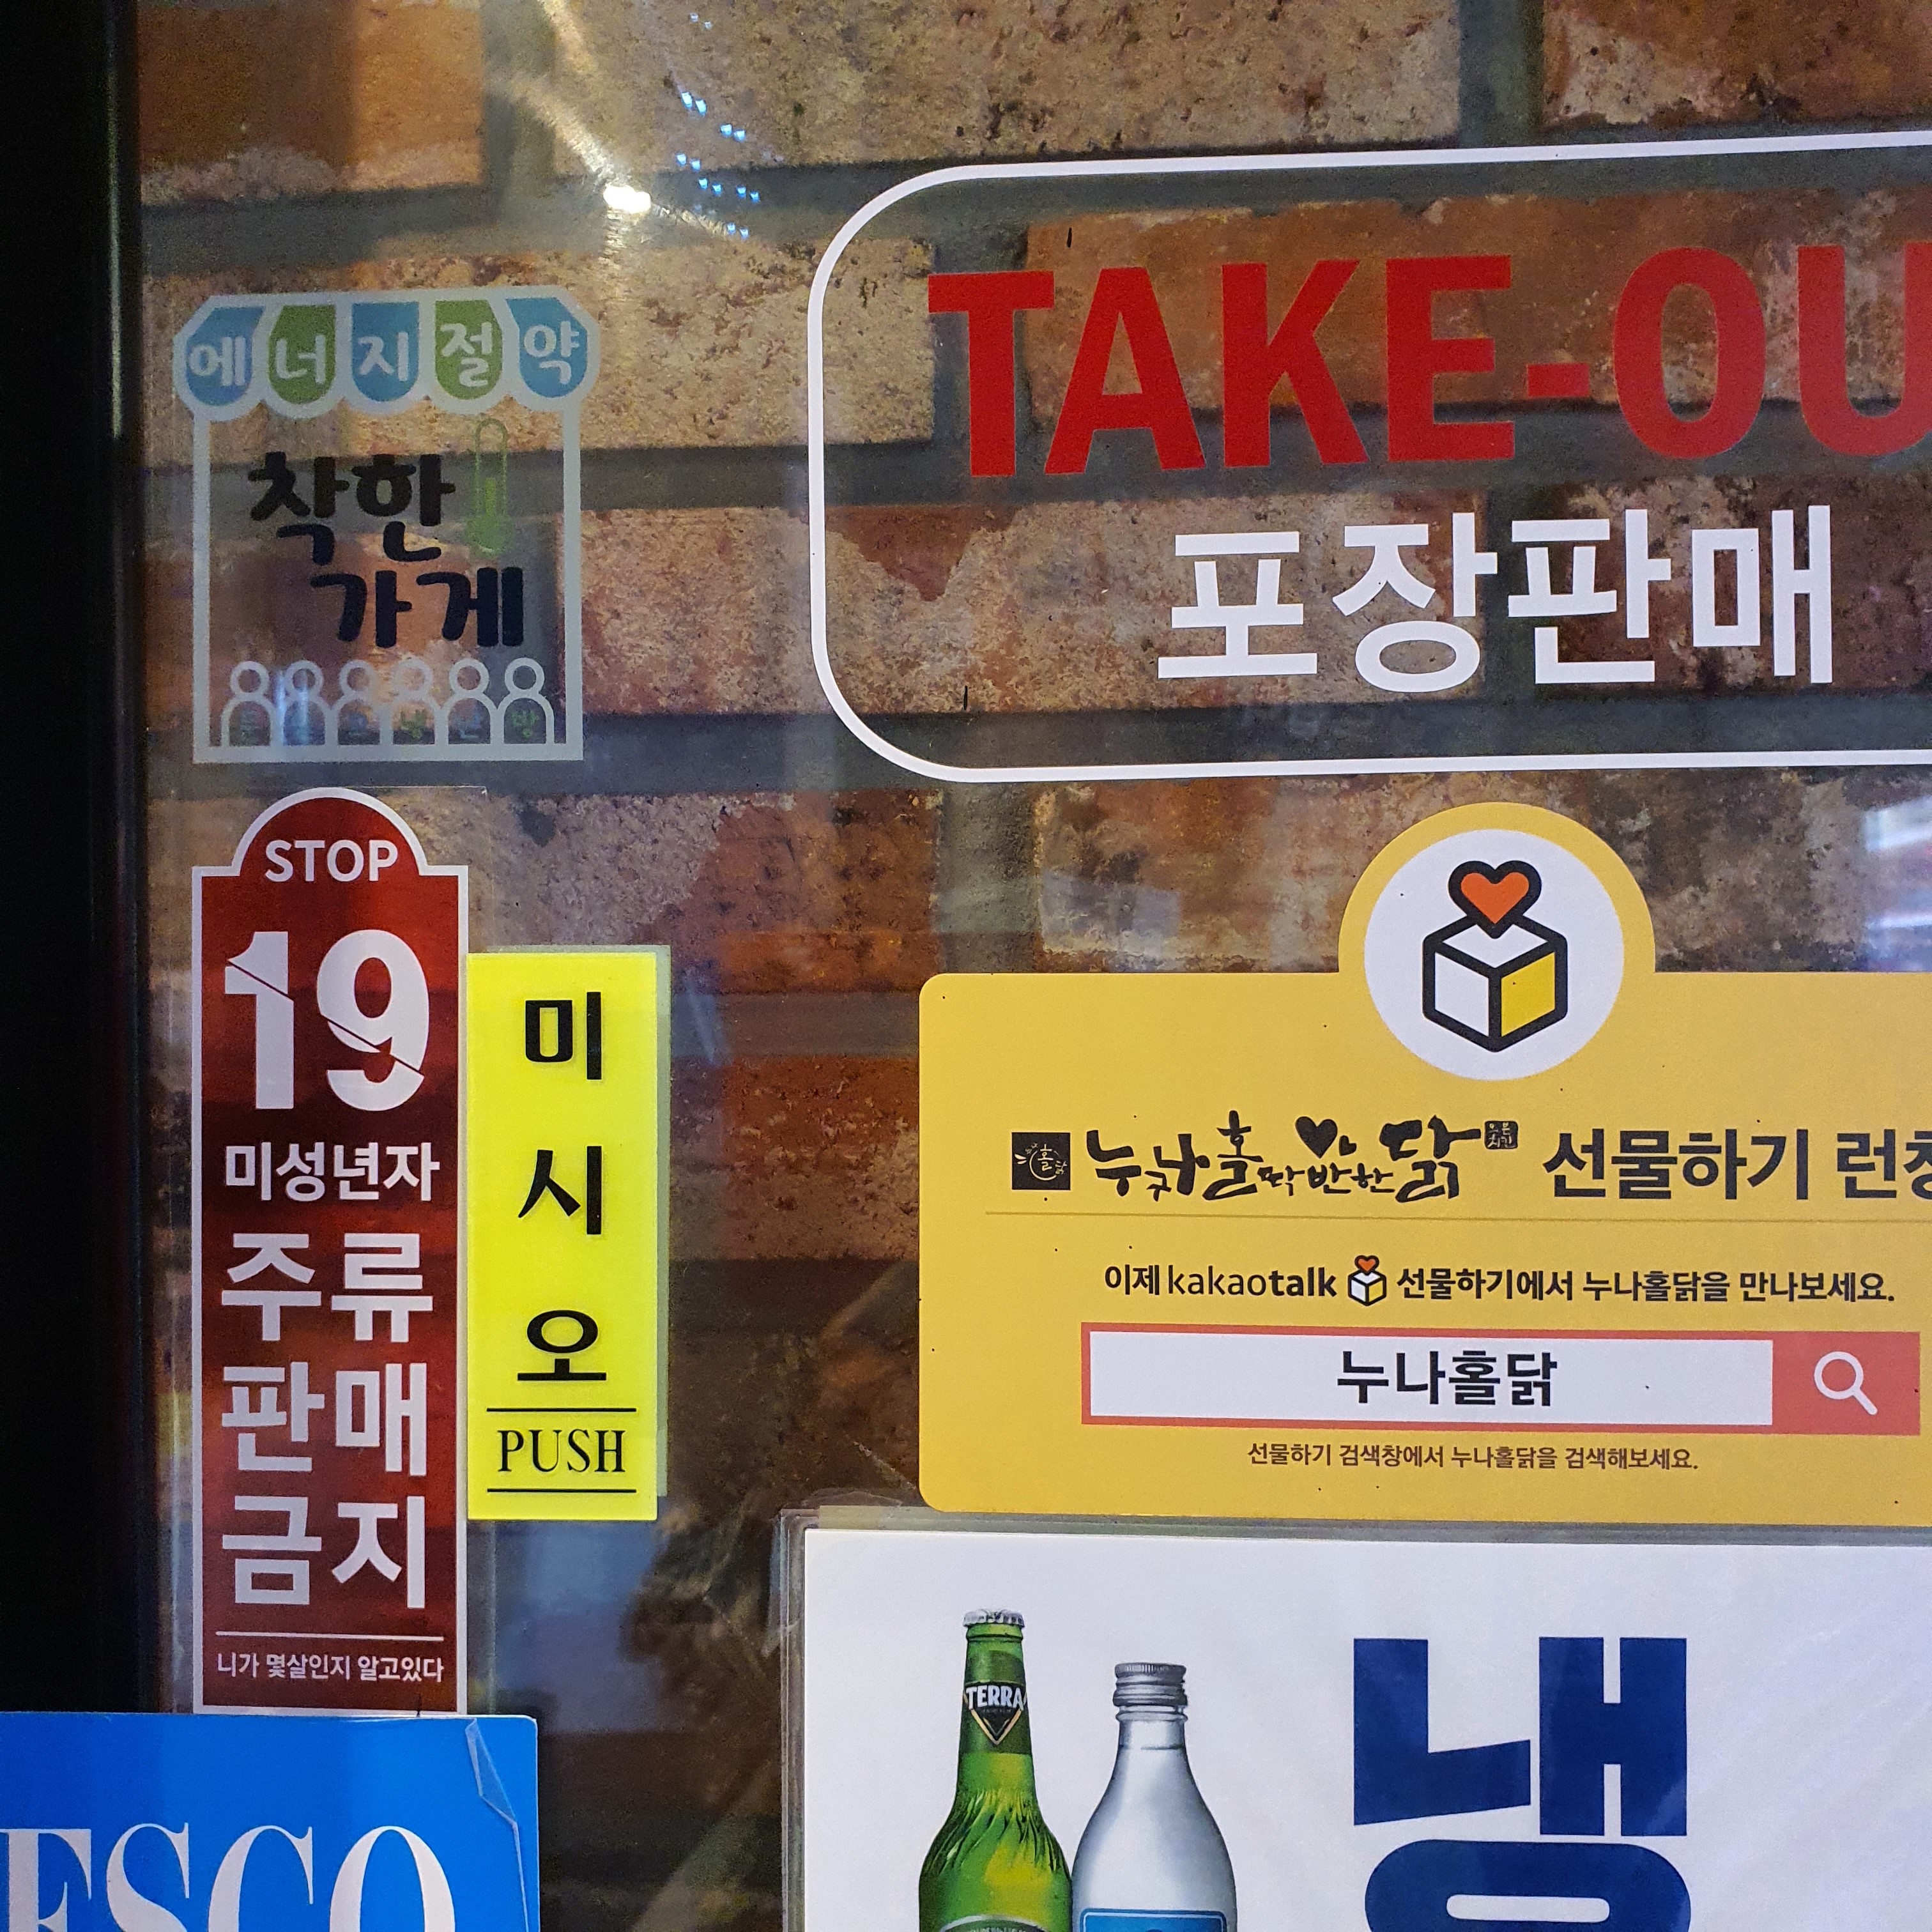 에너지절약
착한
가게
TAKE-OU
포장판매
STOP
19
미성년자
주류
판매
금지
니가 몇살인지 알고있다
미
시
오
PUSH
누나홀딱반한닭 선물하기 런칭
이제 kakaotalk 선물하기에서 누나홀닭을 만나보세요.
누나홀닭
선물하기 검색창에서 누나홀닭을 검색해보세요.
TERRA
냉
ESCO